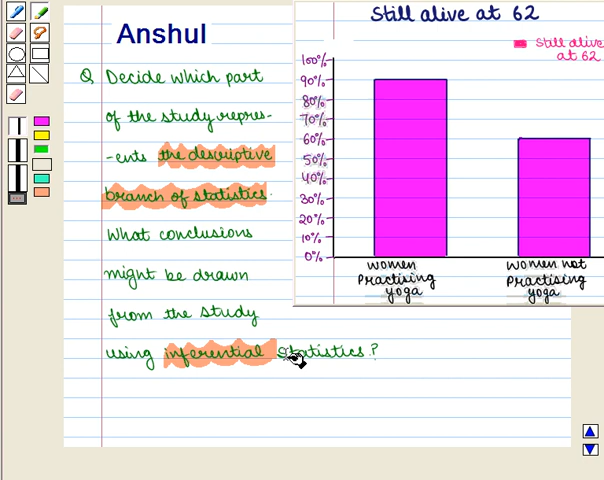 Anshul
Q Decide which part
of the study repres-
-ents the descriptive
branch of statistics.
What conclusions
might be drawn
from the study
using inferential statistics?
Still alive at 62
Still alive
at 62
100%
90%
80%
70%
60%
50%
40%
30%
20%
10%
0%
Women
Practising
yoga
Women not
Practising
yoga